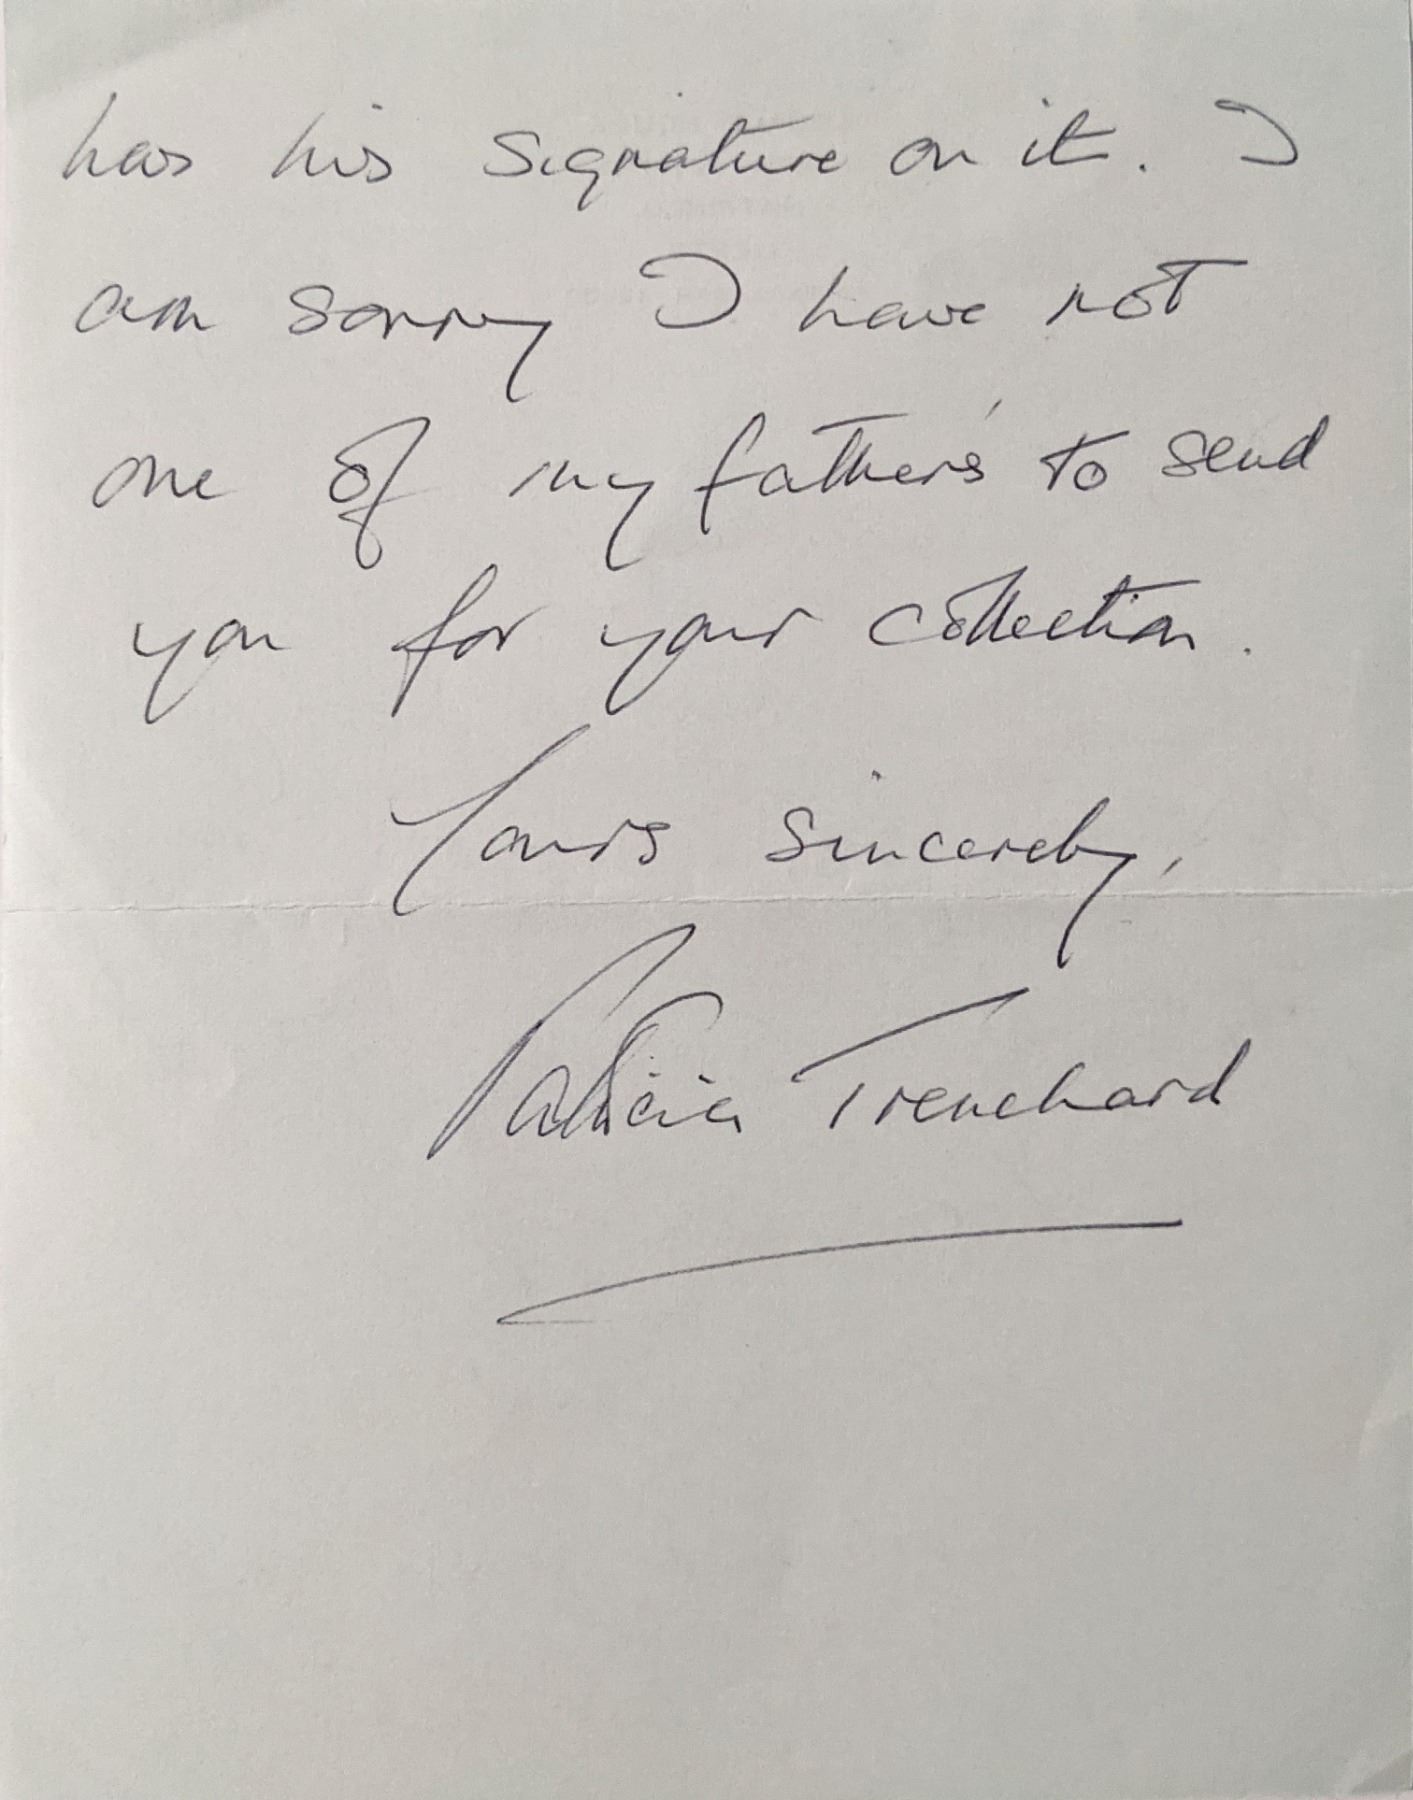 has his signature on it. I
am sorry I have not
one of my father's to send
you for your collection.
Yours sincerely,
Patricia Trenchard